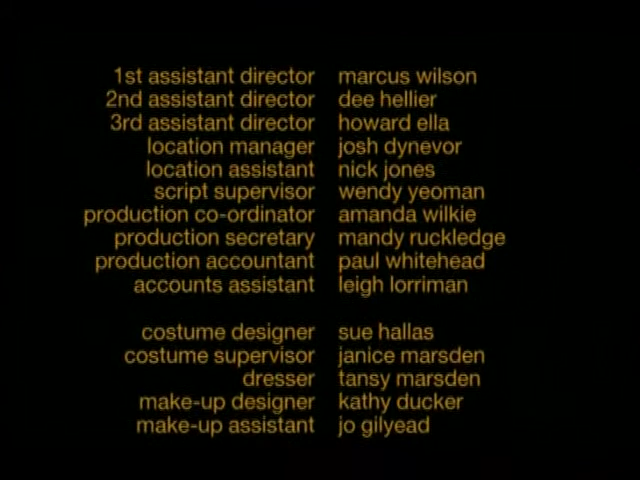 1st assistant director marcus wilson
2nd assistant director dee hellier
3rd assistant director howard ella
location manager josh dynevor
location assistant nick jones
script supervisor wendy yeoman
production co-ordinator amanda wilkie
production secretary mandy ruckledge
production accountant paul whitehead
accounts assistant leigh lorriman
costume designer sue hallas
costume supervisor janice marsden
dresser tansy marsden
make-up designer kathy ducker
make-up assistant jo gilyead